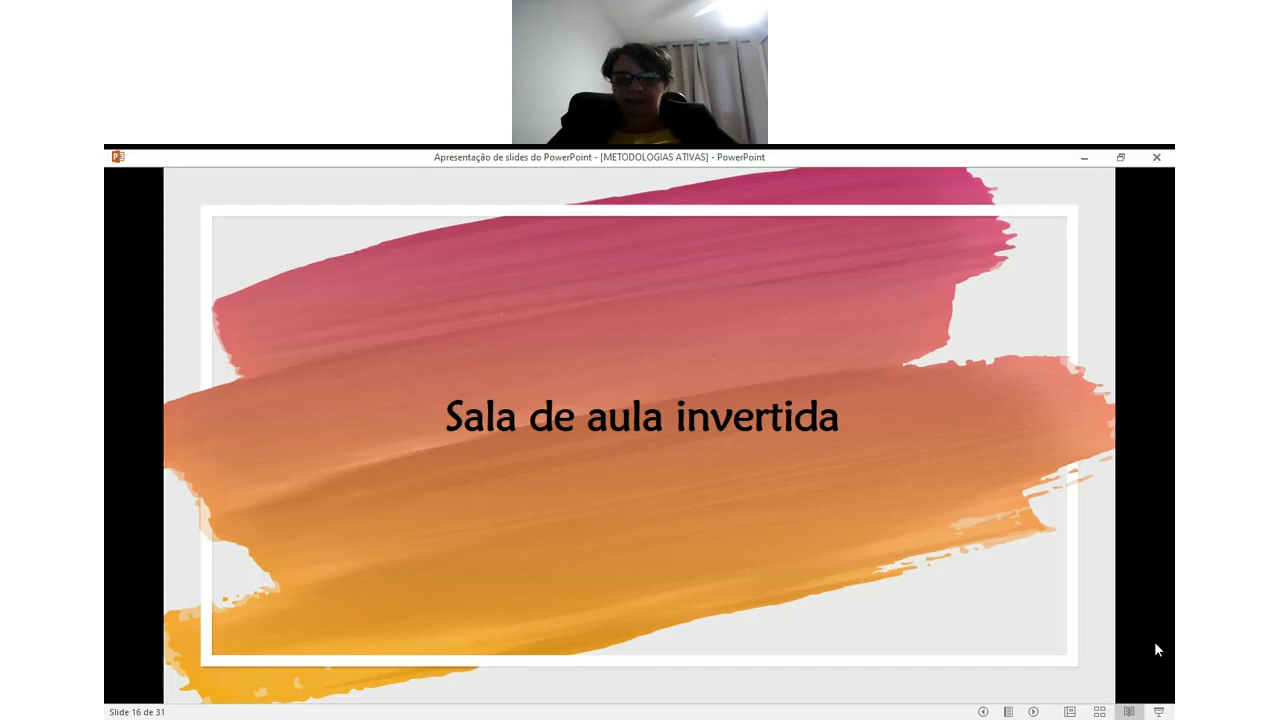 Apresentação de slides do PowerPoint - [METODOLOGIAS ATIVAS] - PowerPoint
Sala de aula invertida
Slide 16 de 31